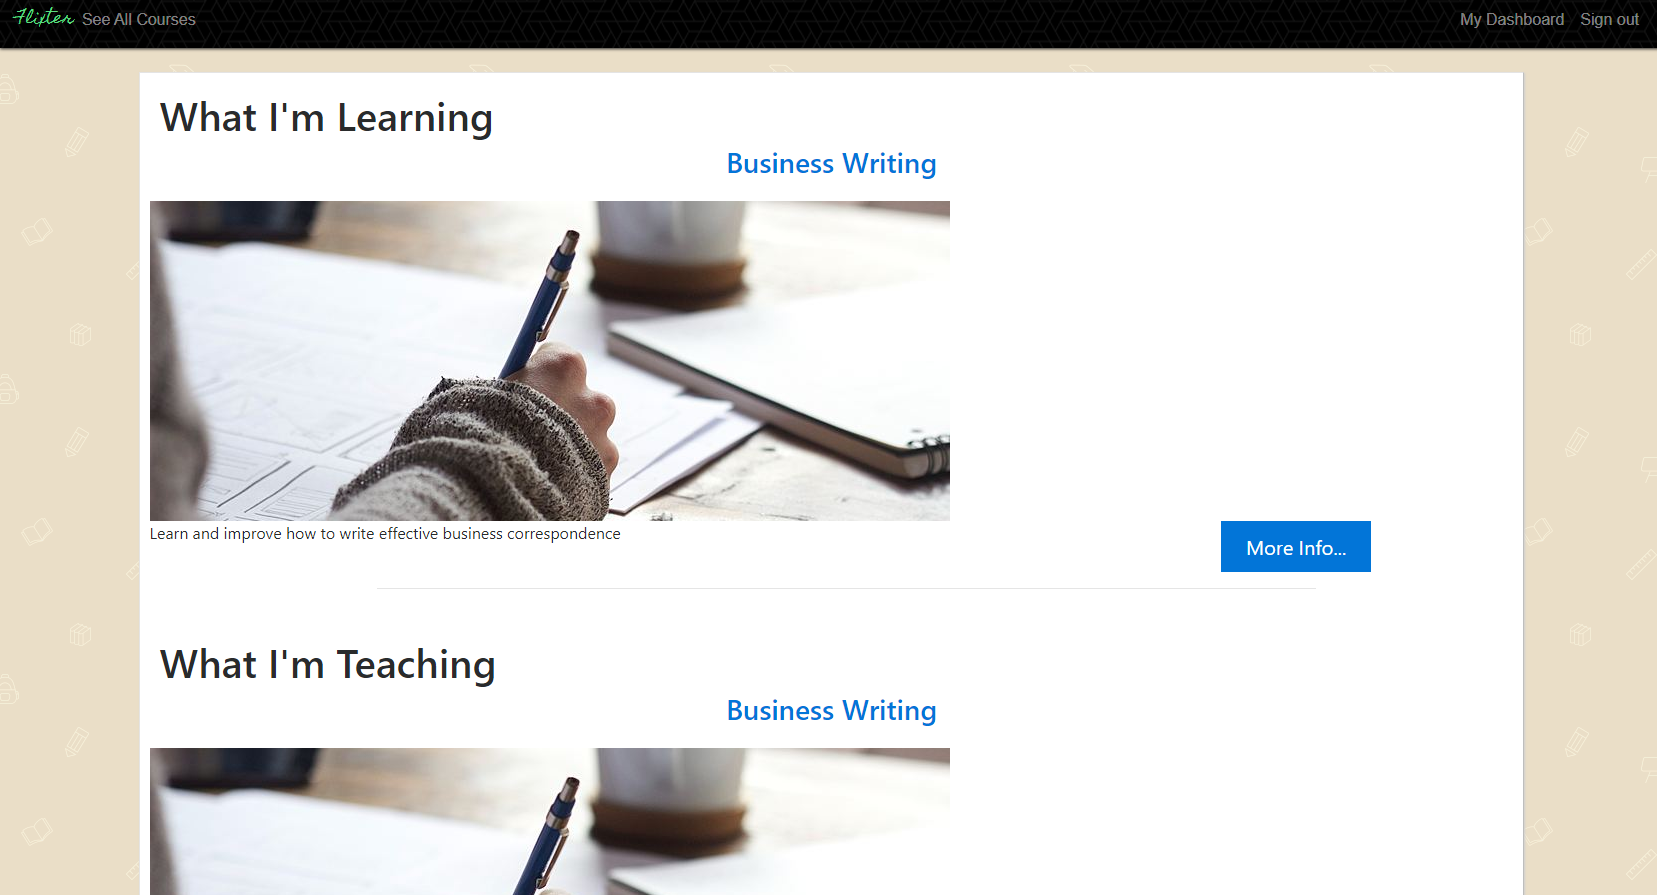 Flixter See All Courses My Dashboard Sign out
What I'm Learning
Business Writing
Learn and improve how to write effective business correspondence
More Info...
What I'm Teaching
Business Writing